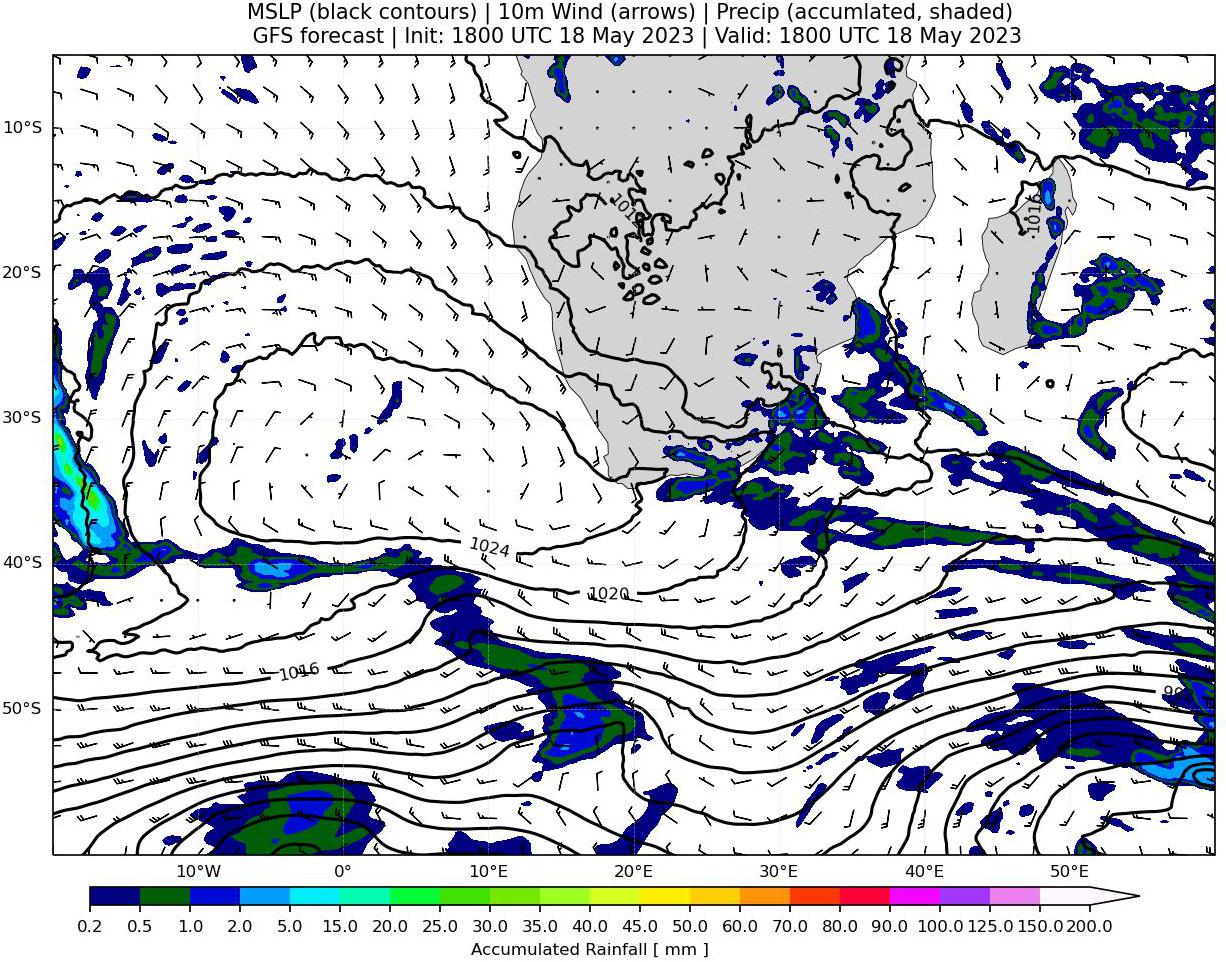 MSLP (black contours) | 10m Wind (arrows) | Precip (accumlated, shaded)
GFS forecast | Init: 1800 UTC 18 May 2023 | Valid: 1800 UTC 18 May 2023
10°S
1016
20°S
30°S
1024
40°S
1020
1016
50°S
10°W 0° 10°E 20°E 30°E 40°E 50°E
0.2 0.5 1.0 2.0 5.0 10.0 15.0 20.0 25.0 30.0 35.0 40.0 45.0 50.0 60.0 70.0 80.0 90.0 100.0 125.0 150.0 200.0
Accumulated Rainfall [ mm ]